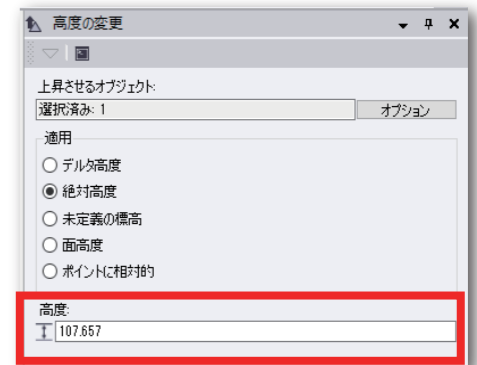 高度の変更
上昇させるオブジェクト:
選択済み: 1
オプション
適用
デルタ高度
絶対高度
未定義の標高
面高度
ポイントに相対的
高度:
107.657